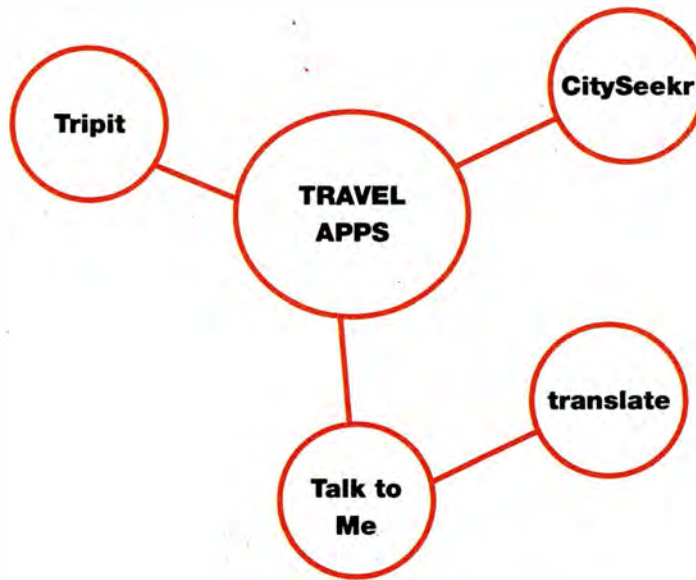 CitySeekr
Tripit
TRAVEL
APPS
translate
Talk to
Me